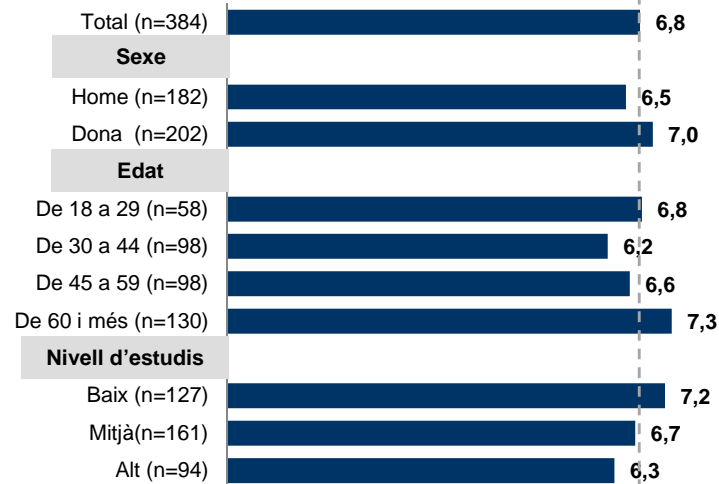 Total (n=384) 6,8
Sexe
Home (n=182) 6,5
Dona (n=202) 7,0
Edat
De 18 a 29 (n=58) 6,8
De 30 a 44 (n=98) 6,2
De 45 a 59 (n=98) 6,6
De 60 i més (n=130) 7,3
Nivell d’estudis
Baix (n=127) 7,2
Mitjà(n=161) 6,7
Alt (n=94) 6,3